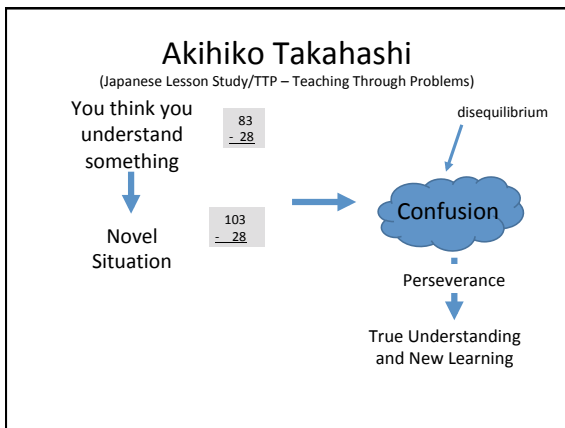 Akihiko Takahashi
(Japanese Lesson Study/TTP – Teaching Through Problems)
You think you
understand
something
83
- 28
Novel
Situation
103
- 28
disequilibrium
Confusion
Perseverance
True Understanding
and New Learning